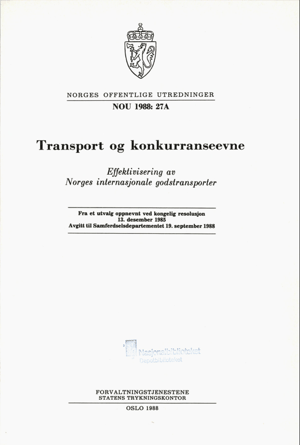 NORGES OFFENTLIGE UTREDNINGER
NOU 1988: 27A
Transport og konkurranseevne
Effektivisering av
Norges internasjonale godstransporter
Fra et utvalg oppnevnt ved kongelig resolusjon
13. desember 1985
Avgitt til Samferdselsdepartementet 19. september 1988
Nasjonalbiblioteket
FORVALTNINGSTJENESTENE
STATENS TRYKNINGSKONTOR
OSLO 1988